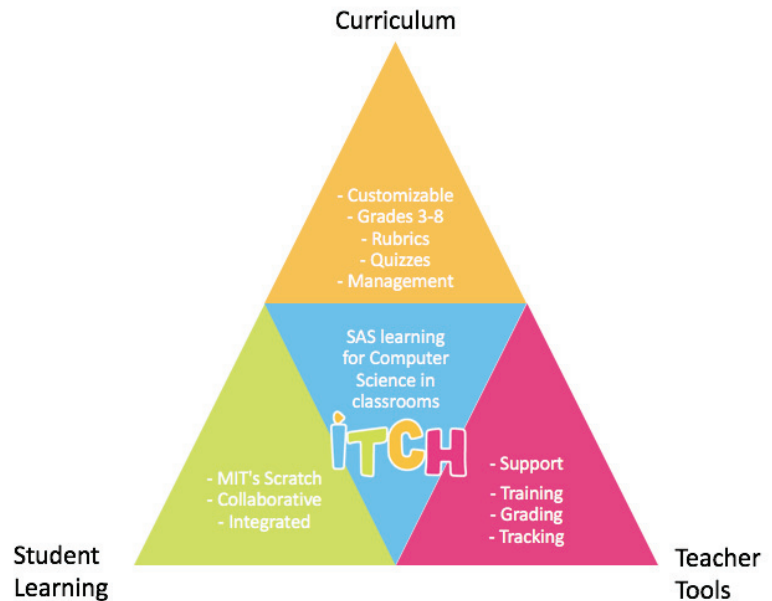 Curriculum
- Customizable
- Grades 3-8
- Rubrics
- Quizzes
- Management
SAS learning
for Computer
Science in
classrooms
iTCH
- MIT's Scratch
- Collaborative
- Integrated
- Support
- Training
- Grading
- Tracking
Student
Learning
Teacher
Tools